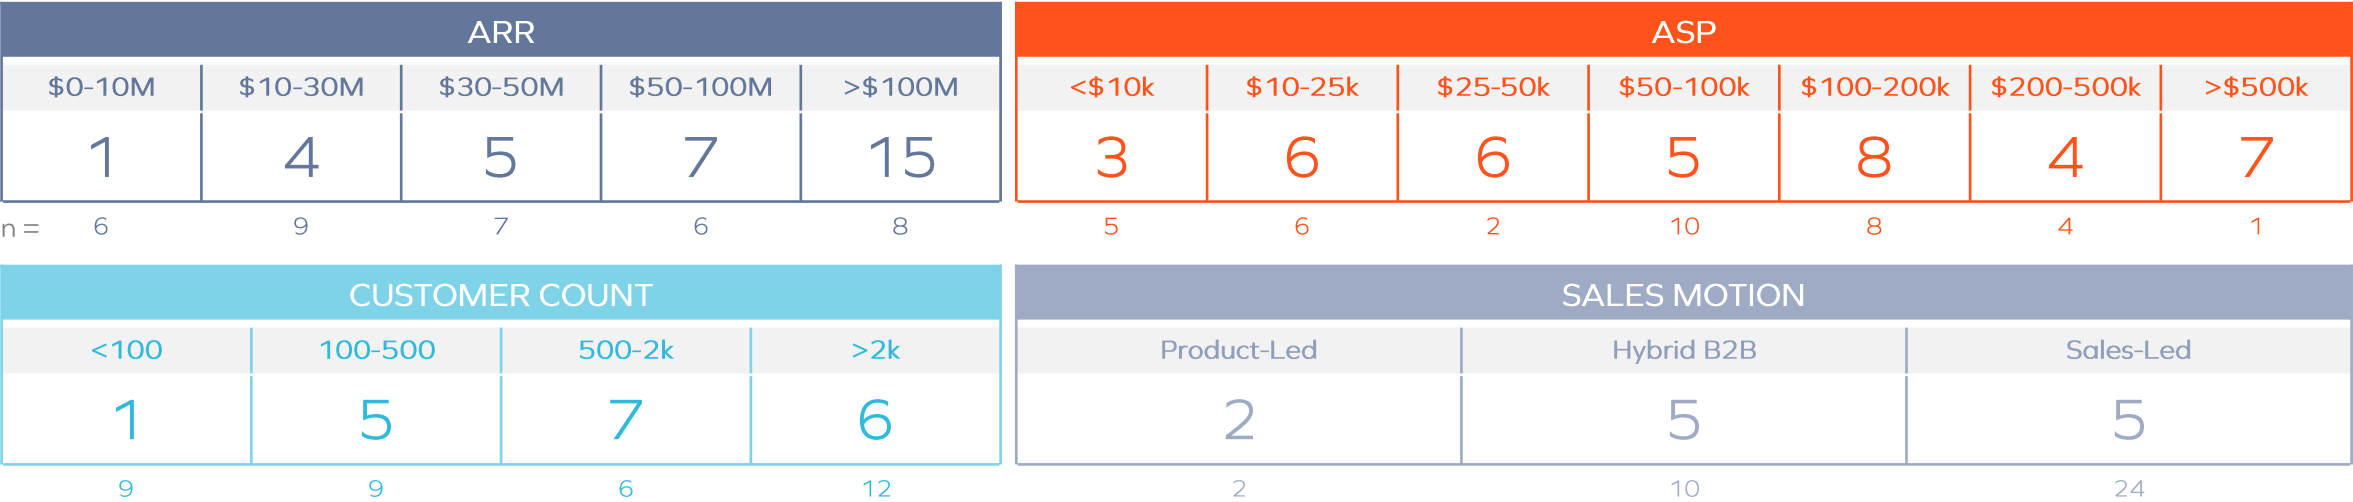 ARR
$0-10M $10-30M $30-50M $50-100M >$100M
1 4 5 7 15
n = 6 9 7 6 8
ASP
<$10k $10-25k $25-50k $50-100k $100-200k $200-500k >$500k
3 6 6 5 8 4 7
5 6 2 10 8 4 1
CUSTOMER COUNT
<100 100-500 500-2k >2k
1 5 7 6
9 9 6 12
SALES MOTION
Product-Led Hybrid B2B Sales-Led
2 5 5
2 10 24